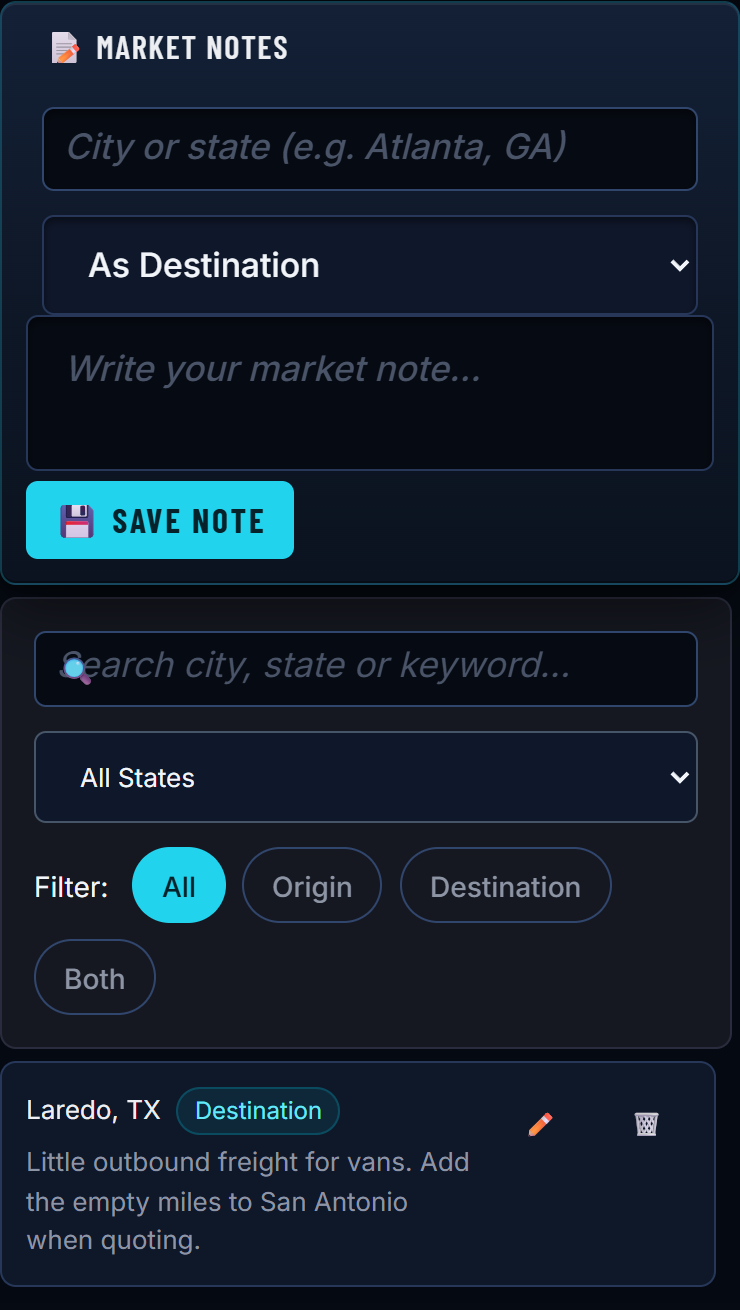 MARKET NOTES
City or state (e.g. Atlanta, GA)
As Destination
Write your market note...
SAVE NOTE
Search city, state or keyword...
All States
Filter: All Origin Destination
Both
Laredo, TX Destination
Little outbound freight for vans. Add
the empty miles to San Antonio
when quoting.